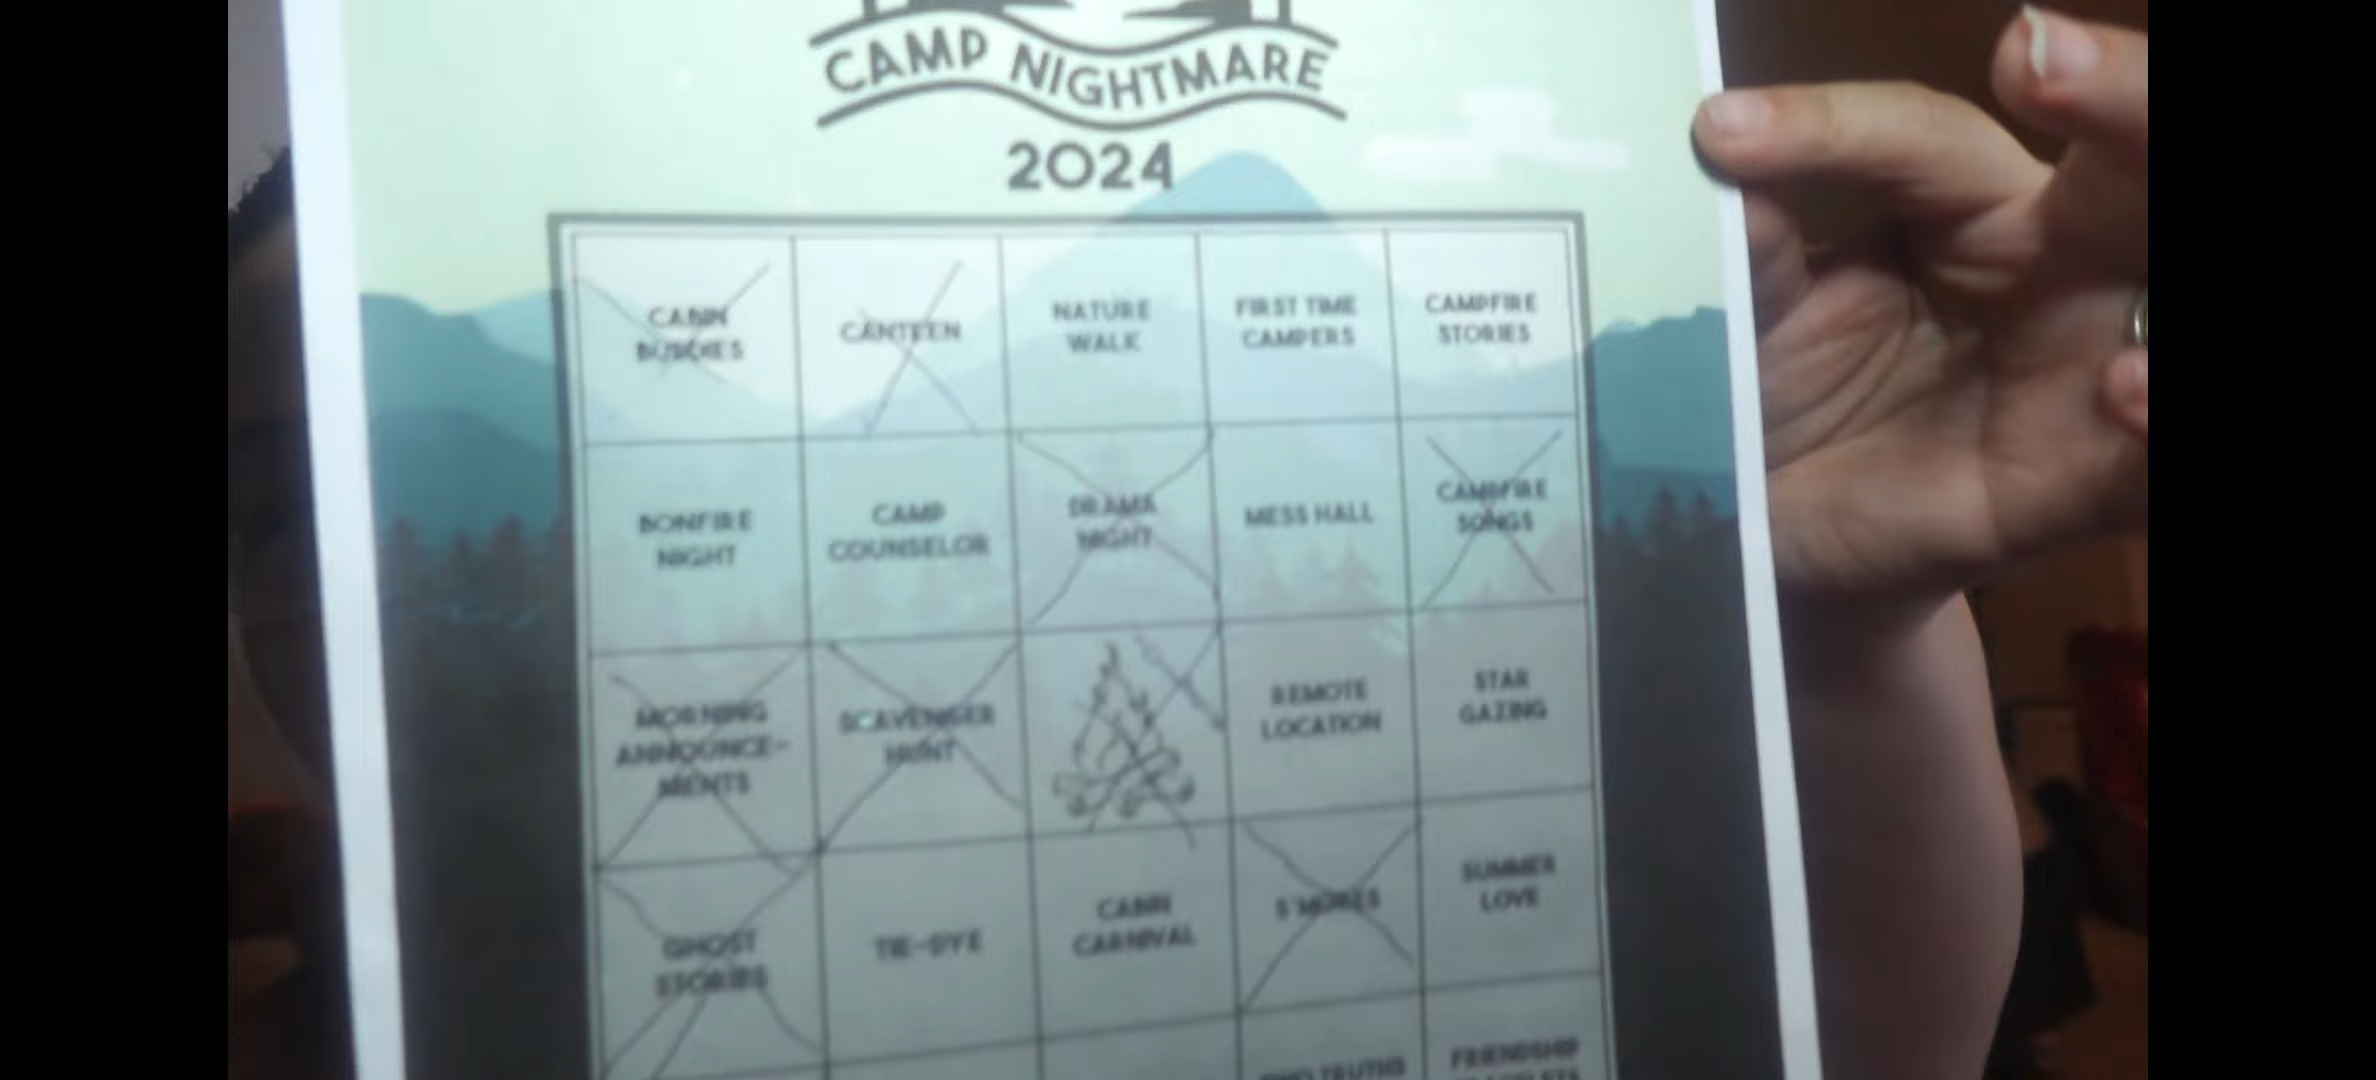 CAMP NIGHTMARE
2024
CABIN
BUDDIES
CANTEEN
NATURE
WALK
FIRST TIME
CAMPERS
CAMPFIRE
STORIES
BONFIRE
NIGHT
CAMP
COUNSELOR
DRAMA
NIGHT
MESS HALL
CAMPFIRE
SONGS
MORNING
ANNOUNCE-
MENTS
SCAVENGER
HUNT
REMOTE
LOCATION
STAR
GAZING
GHOST
STORIES
TIE-DYE
CABIN
CARNIVAL
S'MORES
SUMMER
LOVE
TWO TRUTHS
FRIENDSHIP